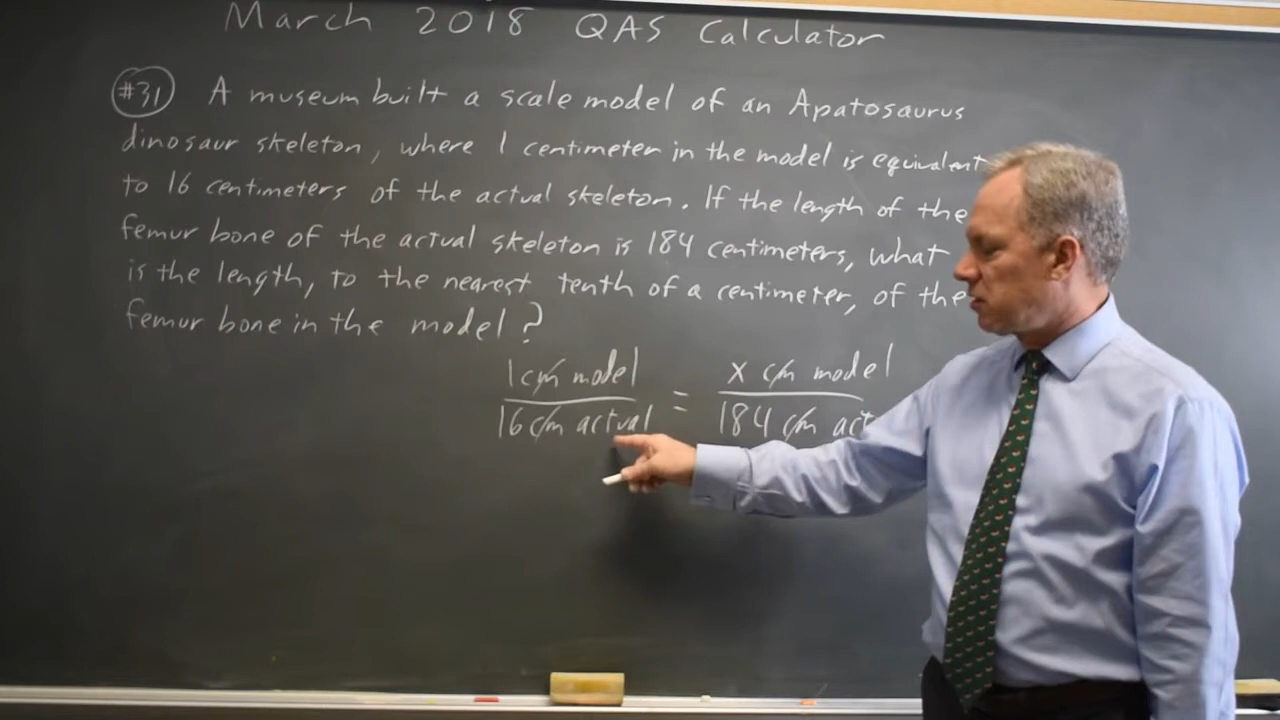 March 2018 QAS Calculator
#31 A museum built a scale model of an Apatosaurus
dinosaur skeleton, where 1 centimeter in the model is equivalent
to 16 centimeters of the actual skeleton. If the length of the
femur bone of the actual skeleton is 184 centimeters, what
is the length, to the nearest tenth of a centimeter, of the
femur bone in the model?
1 cm model = x cm model
16 cm actual 184 cm act